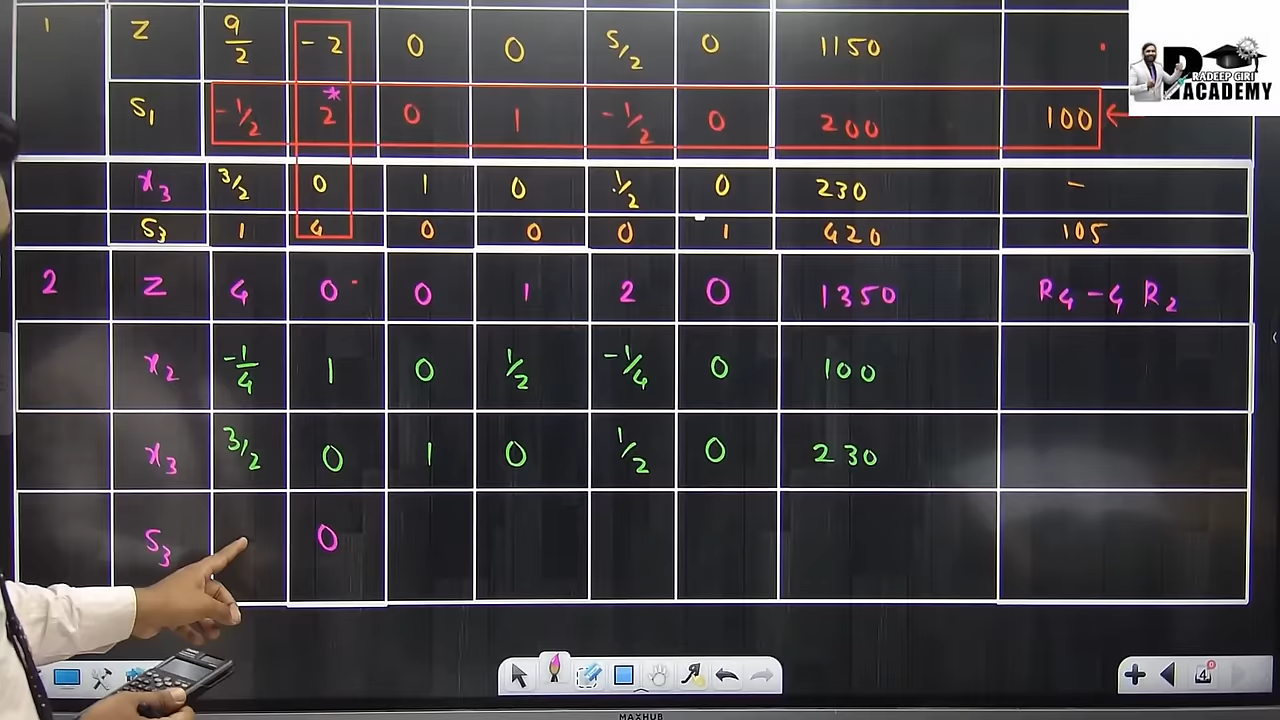 1 Z 9/2 -2 0 0 5/2 0 1150
S1 -1/2 2* 0 1 -1/2 0 200 100 ←
x3 3/2 0 1 0 1/2 0 230 -
S3 1 4 0 0 0 1 420 105
2 Z 4 0 0 1 2 0 1350 R4 - 4 R2
x2 -1/4 1 0 1/2 -1/4 0 100
x3 3/2 0 1 0 1/2 0 230
S3 0
RADEEP GIRI
ACADEMY
4
0
MAXHUB